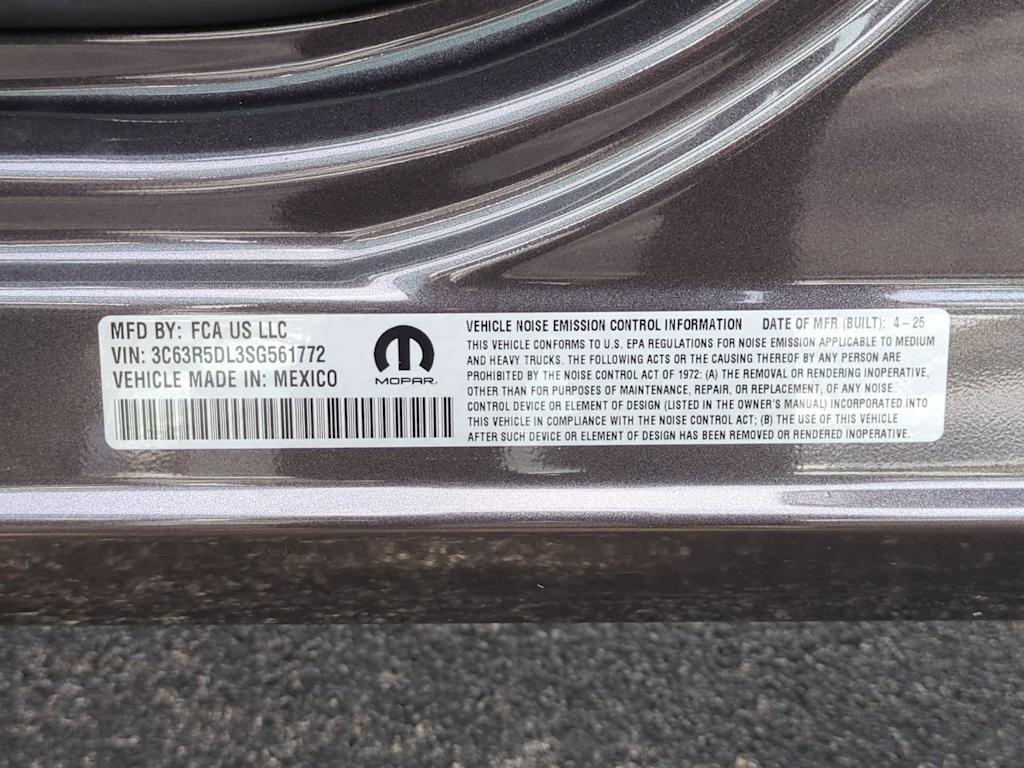 MFD BY: FCA US LLC
VIN: 3C63R5DL3SG561772
VEHICLE MADE IN: MEXICO
MOPAR
VEHICLE NOISE EMISSION CONTROL INFORMATION DATE OF MFR (BUILT): 4-25
THIS VEHICLE CONFORMS TO U.S. EPA REGULATIONS FOR NOISE EMISSION APPLICABLE TO MEDIUM
AND HEAVY TRUCKS. THE FOLLOWING ACTS OR THE CAUSING THEREOF BY ANY PERSON ARE
PROHIBITED BY THE NOISE CONTROL ACT OF 1972: (A) THE REMOVAL OR RENDERING INOPERATIVE,
OTHER THAN FOR PURPOSES OF MAINTENANCE, REPAIR, OR REPLACEMENT, OF ANY NOISE
CONTROL DEVICE OR ELEMENT OF DESIGN (LISTED IN THE OWNER'S MANUAL) INCORPORATED INTO
THIS VEHICLE IN COMPLIANCE WITH THE NOISE CONTROL ACT; (B) THE USE OF THIS VEHICLE
AFTER SUCH DEVICE OR ELEMENT OF DESIGN HAS BEEN REMOVED OR RENDERED INOPERATIVE.